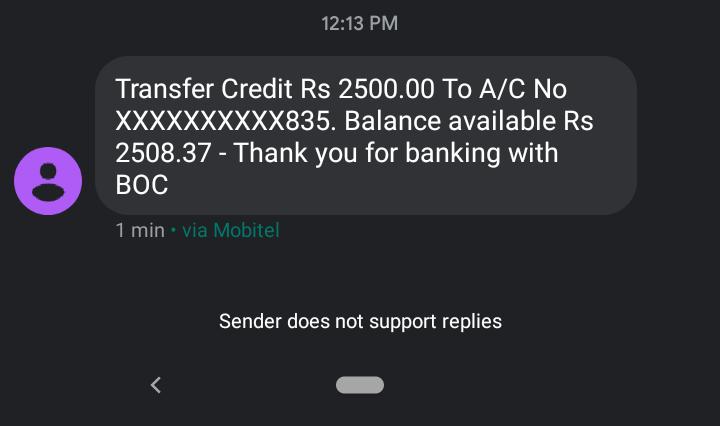 12:13 PM
Transfer Credit Rs 2500.00 To A/C No
XXXXXXXXXX835. Balance available Rs
2508.37 - Thank you for banking with
BOC
1 min • via Mobitel
Sender does not support replies